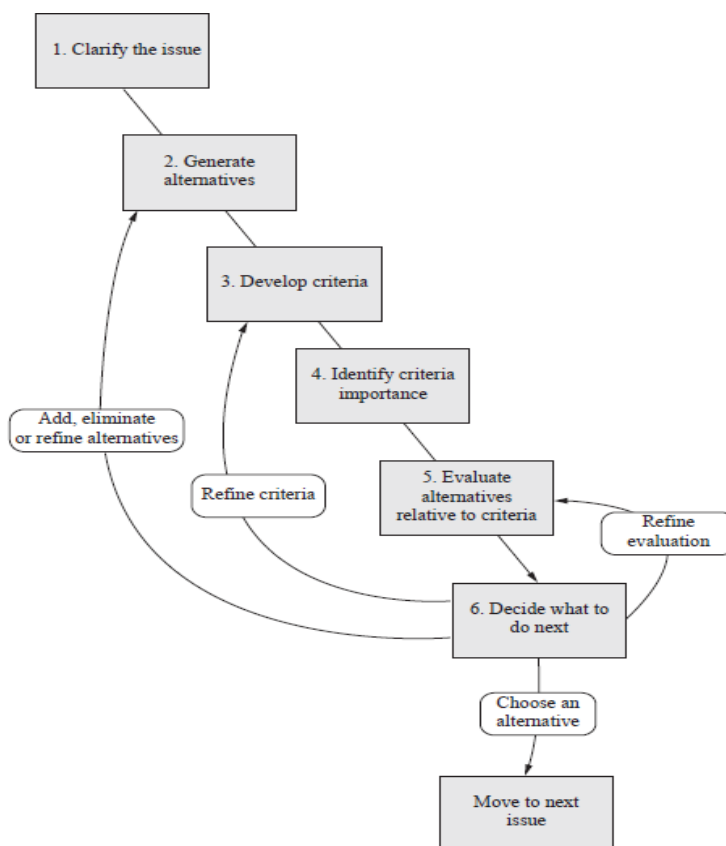 1. Clarify the issue
2. Generate
alternatives
3. Develop criteria
4. Identify criteria
importance
Add, eliminate
or refine alternatives
Refine criteria
5. Evaluate
alternatives
relative to criteria
Refine
evaluation
6. Decide what to
do next
Choose an
alternative
Move to next
issue